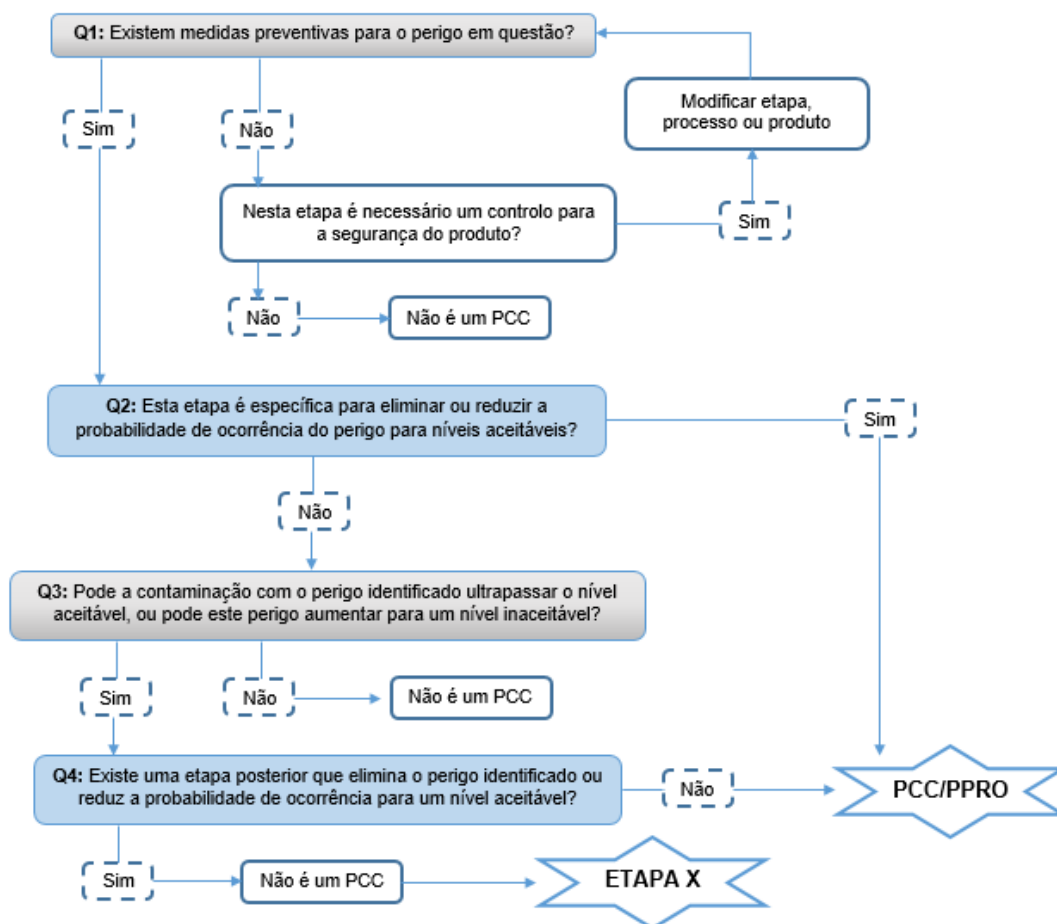 Q1: Existem medidas preventivas para o perigo em questão?
Sim
Não
Modificar etapa,
processo ou produto
Nesta etapa é necessário um controlo para
a segurança do produto?
Sim
Não
Não é um PCC
Q2: Esta etapa é específica para eliminar ou reduzir a
probabilidade de ocorrência do perigo para níveis aceitáveis?
Sim
Não
Q3: Pode a contaminação com o perigo identificado ultrapassar o nível
aceitável, ou pode este perigo aumentar para um nível inaceitável?
Sim
Não
Não é um PCC
Q4: Existe uma etapa posterior que elimina o perigo identificado ou
reduz a probabilidade de ocorrência para um nível aceitável?
Não
PCC/PPRO
Sim
Não é um PCC
ETAPA X